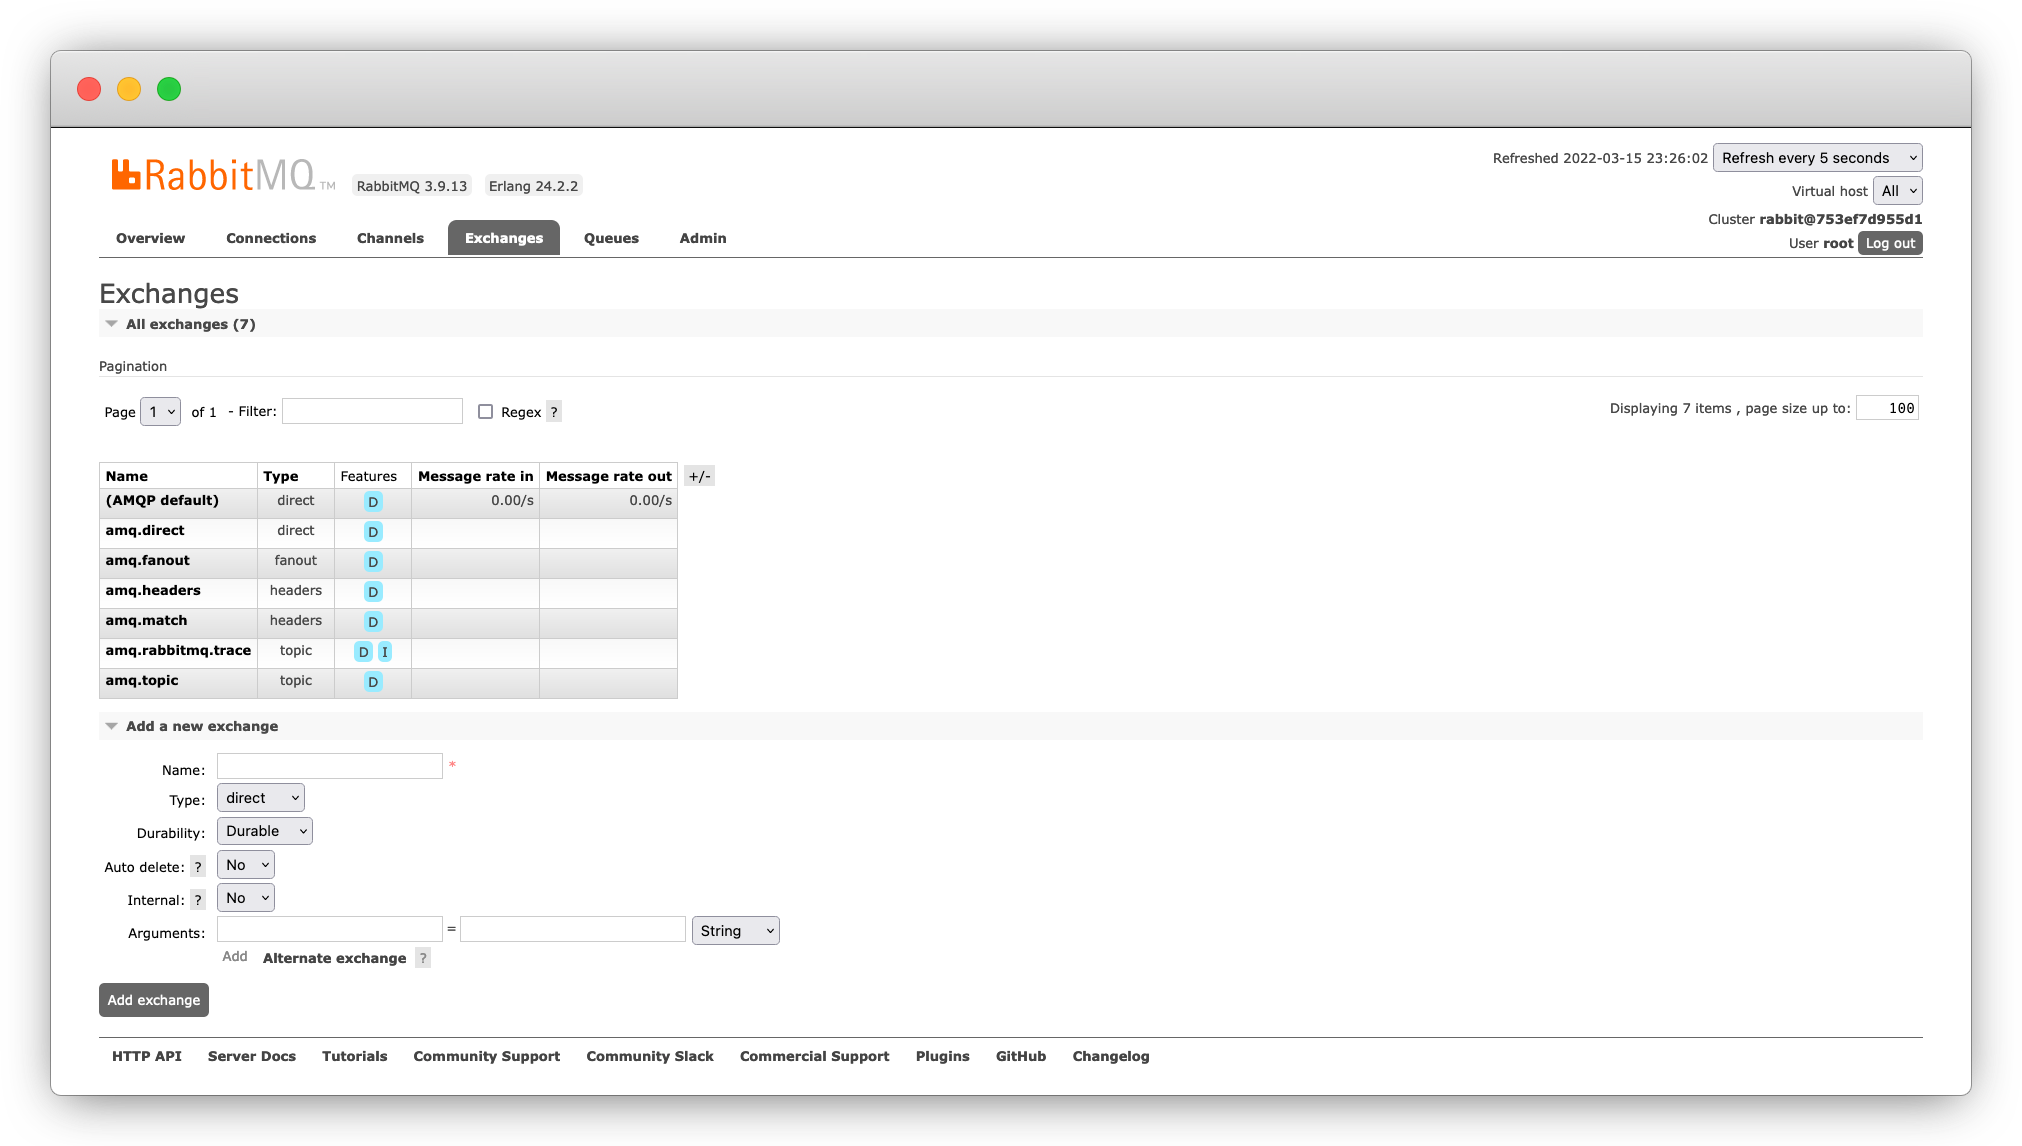 RabbitMQ TM RabbitMQ 3.9.13 Erlang 24.2.2
Refreshed 2022-03-15 23:26:02 Refresh every 5 seconds
Virtual host All
Cluster rabbit@753ef7d955d1
User root Log out
Overview Connections Channels Exchanges Queues Admin
Exchanges
All exchanges (7)
Pagination
Page 1 of 1 - Filter: Regex ?
Displaying 7 items , page size up to: 100
Name Type Features Message rate in Message rate out +/-
(AMQP default) direct D 0.00/s 0.00/s
amq.direct direct D
amq.fanout fanout D
amq.headers headers D
amq.match headers D
amq.rabbitmq.trace topic D I
amq.topic topic D
Add a new exchange
Name: *
Type: direct
Durability: Durable
Auto delete: ? No
Internal: ? No
Arguments: = String
Add Alternate exchange ?
Add exchange
HTTP API Server Docs Tutorials Community Support Community Slack Commercial Support Plugins GitHub Changelog